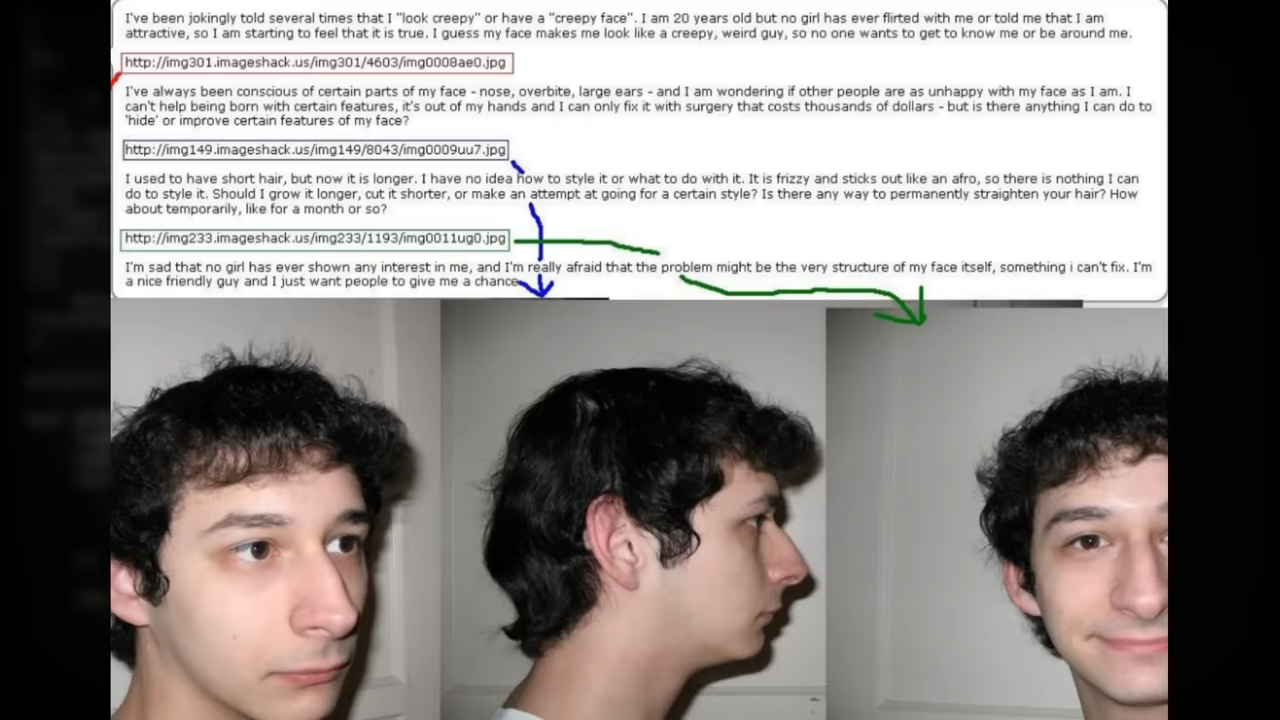 I've been jokingly told several times that I "look creepy" or have a "creepy face". I am 20 years old but no girl has ever flirted with me or told me that I am
attractive, so I am starting to feel that it is true. I guess my face makes me look like a creepy, weird guy, so no one wants to get to know me or be around me.
http://img301.imageshack.us/img301/4603/img0008ae0.jpg
I've always been conscious of certain parts of my face - nose, overbite, large ears - and I am wondering if other people are as unhappy with my face as I am. I
can't help being born with certain features, it's out of my hands and I can only fix it with surgery that costs thousands of dollars - but is there anything I can do to
'hide' or improve certain features of my face?
http://img149.imageshack.us/img149/8043/img0009uu7.jpg
I used to have short hair, but now it is longer. I have no idea how to style it or what to do with it. It is frizzy and sticks out like an afro, so there is nothing I can
do to style it. Should I grow it longer, cut it shorter, or make an attempt at going for a certain style? Is there any way to permanently straighten your hair? How
about temporarily, like for a month or so?
http://img233.imageshack.us/img233/1193/img0011ug0.jpg
I'm sad that no girl has ever shown any interest in me, and I'm really afraid that the problem might be the very structure of my face itself, something i can't fix. I'm
a nice friendly guy and I just want people to give me a chance